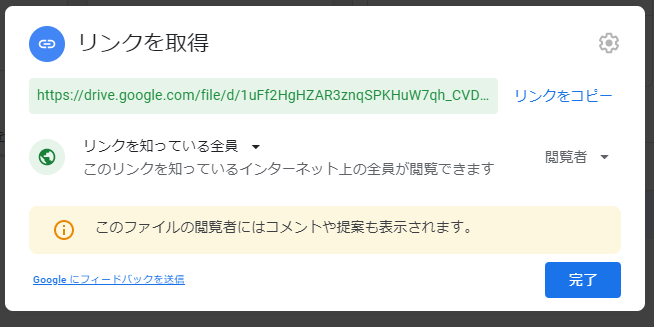 リンクを取得
https://drive.google.com/file/d/1uFf2HgHZAR3znqSPKHuW7qh_CVD...
リンクをコピー
リンクを知っている全員
このリンクを知っているインターネット上の全員が閲覧できます
閲覧者
このファイルの閲覧者にはコメントや提案も表示されます。
Google にフィードバックを送信
完了